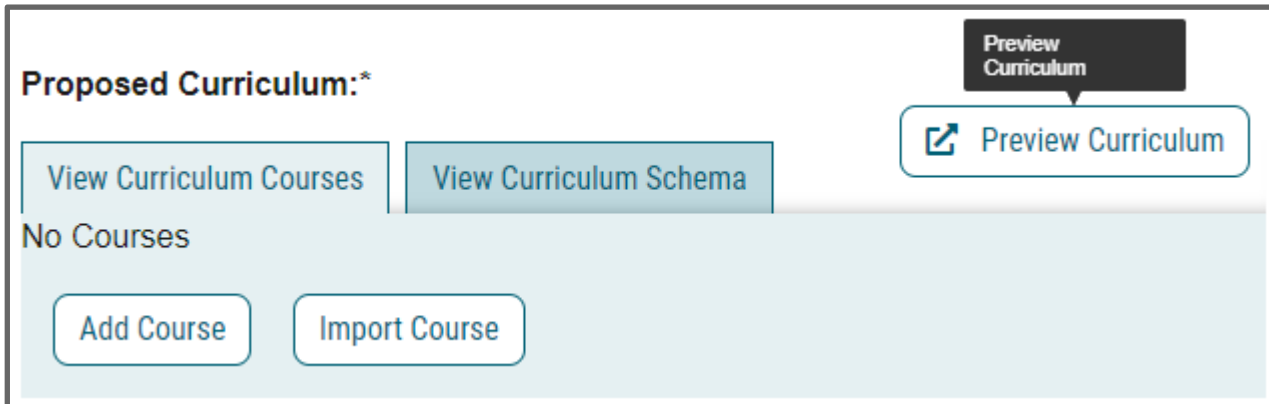 Preview
Curriculum
Proposed Curriculum:*
Preview Curriculum
View Curriculum Courses
View Curriculum Schema
No Courses
Add Course
Import Course